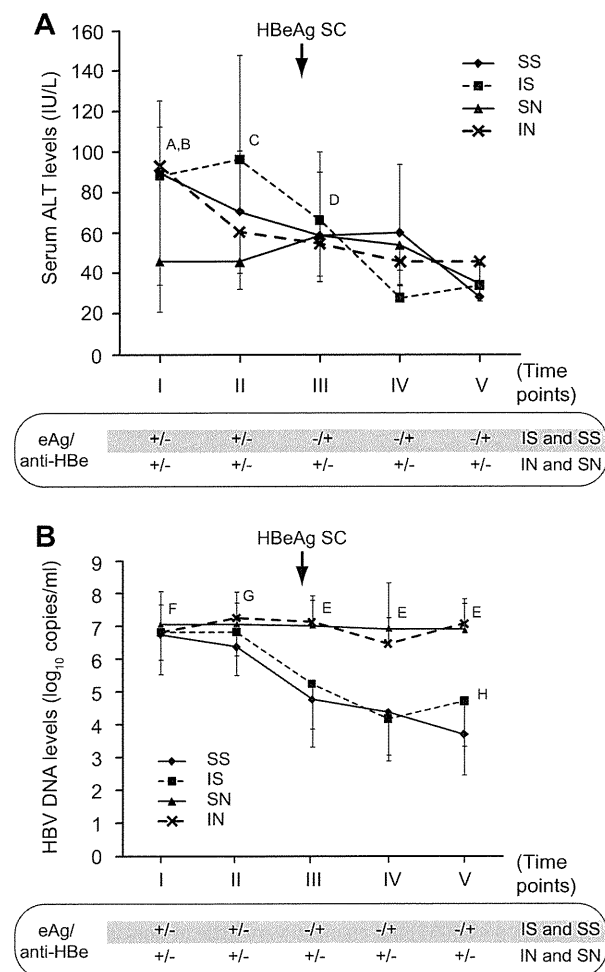 A
HBeAg SC
Serum ALT levels (IU/L)
160
140
120
100
80
60
40
20
0
SS
IS
SN
IN
A,B
C
D
I II III IV V (Time points)
eAg/ anti-HBe
+/- +/- -/+ -/+ -/+ IS and SS
+/- +/- +/- +/- +/- IN and SN
B
HBeAg SC
HBV DNA levels (log10 copies/ml)
9
8
7
6
5
4
3
2
1
0
F
G
E
E
E
H
SS
IS
SN
IN
I II III IV V (Time points)
eAg/ anti-HBe
+/- +/- -/+ -/+ -/+ IS and SS
+/- +/- +/- +/- +/- IN and SN